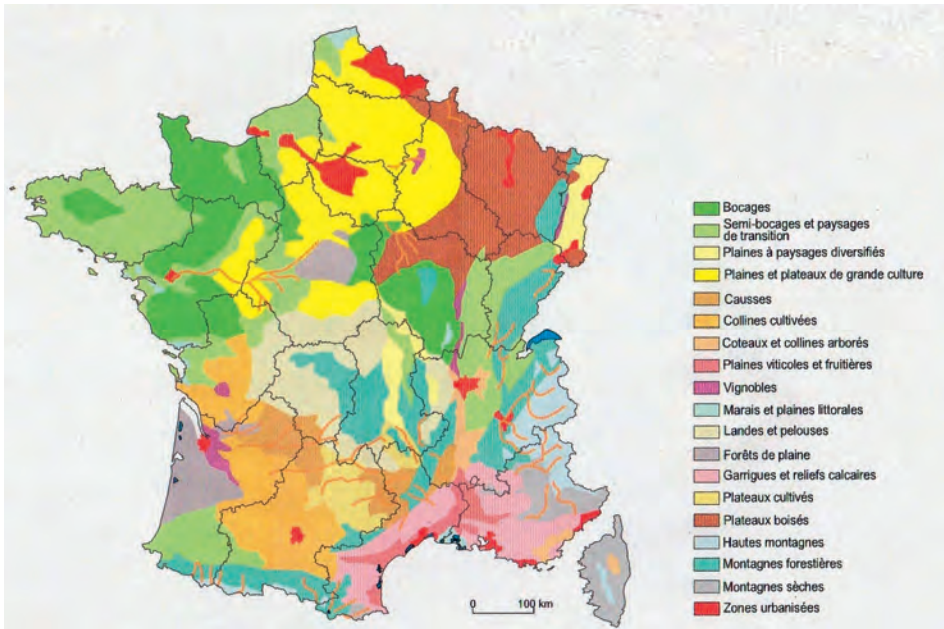 Bocages
Semi-bocages et paysages
de transition
Plaines à paysages diversifiés
Plaines et plateaux de grande culture
Causses
Collines cultivées
Coteaux et collines arborés
Plaines viticoles et fruitières
Vignobles
Marais et plaines littorales
Landes et pelouses
Forêts de plaine
Garrigues et reliefs calcaires
Plateaux cultivés
Plateaux boisés
Hautes montagnes
Montagnes forestières
Montagnes sèches
Zones urbanisées
0 100 km